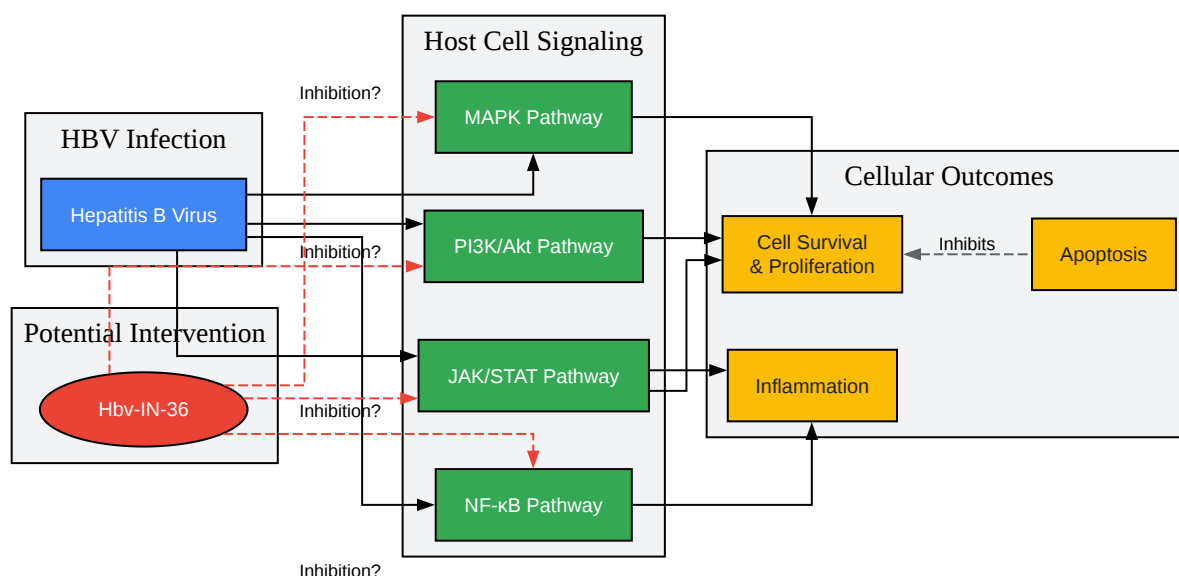 Host Cell Signaling
Inhibition?
MAPK Pathway
HBV Infection
Hepatitis B Virus
Inhibition?
PI3K/Akt Pathway
Cellular Outcomes
Cell Survival
& Proliferation
Inhibits
Apoptosis
Potential Intervention
Hbv-IN-36
Inhibition?
JAK/STAT Pathway
Inflammation
NF-κB Pathway
Inhibition?